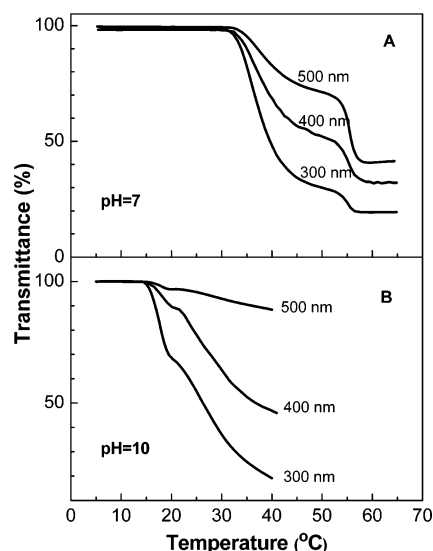 100
A
500 nm
400 nm
50
300 nm
pH=7
0
Transmittance (%)
100
B
500 nm
400 nm
50
pH=10
300 nm
0 10 20 30 40 50 60 70
Temperature (°C)